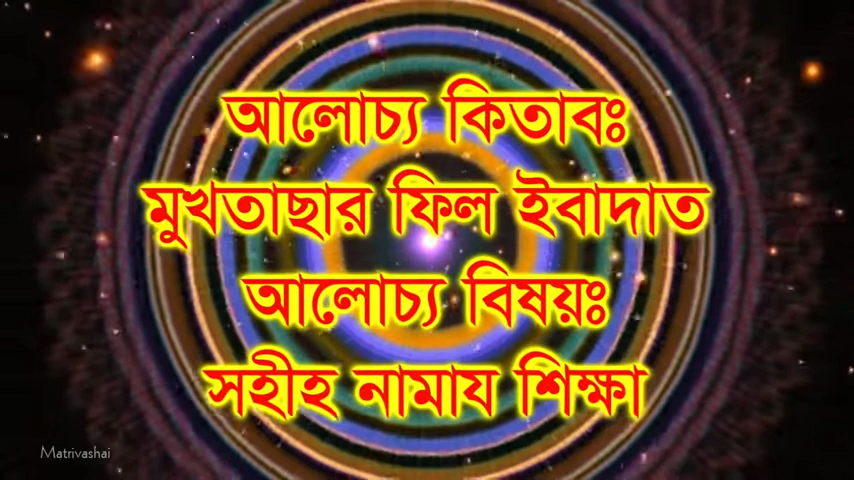 আলোচ্য কিতাবঃ
মুখতাছার ফিল ইবাদাত
আলোচ্য বিষয়ঃ
সহীহ নামায শিক্ষা
Matrivashai